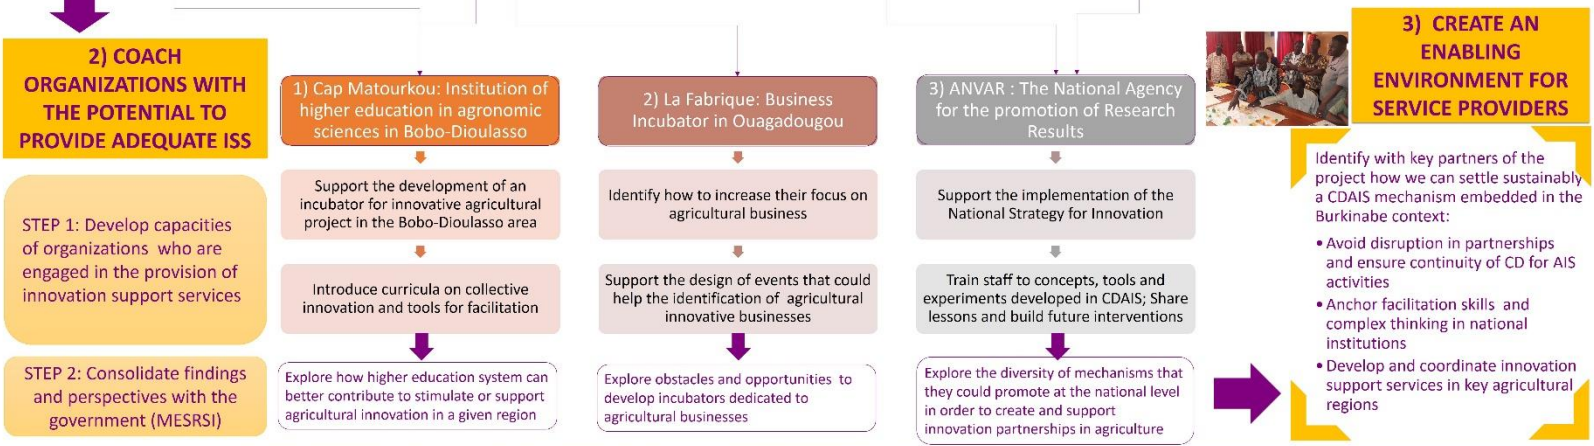 2) COACH
ORGANIZATIONS WITH
THE POTENTIAL TO
PROVIDE ADEQUATE ISS
STEP 1: Develop capacities
of organizations who are
engaged in the provision of
innovation support services
STEP 2: Consolidate findings
and perspectives with the
government (MESRSI)
1) Cap Matourkou: Institution of
higher education in agronomic
sciences in Bobo-Dioulasso
Support the development of an
incubator for innovative agricultural
project in the Bobo-Dioulasso area
Introduce curricula on collective
innovation and tools for facilitation
Explore how higher education system can
better contribute to stimulate or support
agricultural innovation in a given region
2) La Fabrique: Business
Incubator in Ouagadougou
Identify how to increase their focus on
agricultural business
Support the design of events that could
help the identification of agricultural
innovative businesses
Explore obstacles and opportunities to
develop incubators dedicated to
agricultural businesses
3) ANVAR : The National Agency
for the promotion of Research
Results
Support the implementation of the
National Strategy for Innovation
Train staff to concepts, tools and
experiments developed in CDAIS; Share
lessons and build future interventions
Explore the diversity of mechanisms that
they could promote at the national level
in order to create and support
innovation partnerships in agriculture
3) CREATE AN
ENABLING
ENVIRONMENT FOR
SERVICE PROVIDERS
Identify with key partners of the
project how we can settle sustainably
a CDAIS mechanism embedded in the
Burkinabe context:
• Avoid disruption in partnerships
and ensure continuity of CD for AIS
activities
• Anchor facilitation skills and
complex thinking in national
institutions
• Develop and coordinate innovation
support services in key agricultural
regions